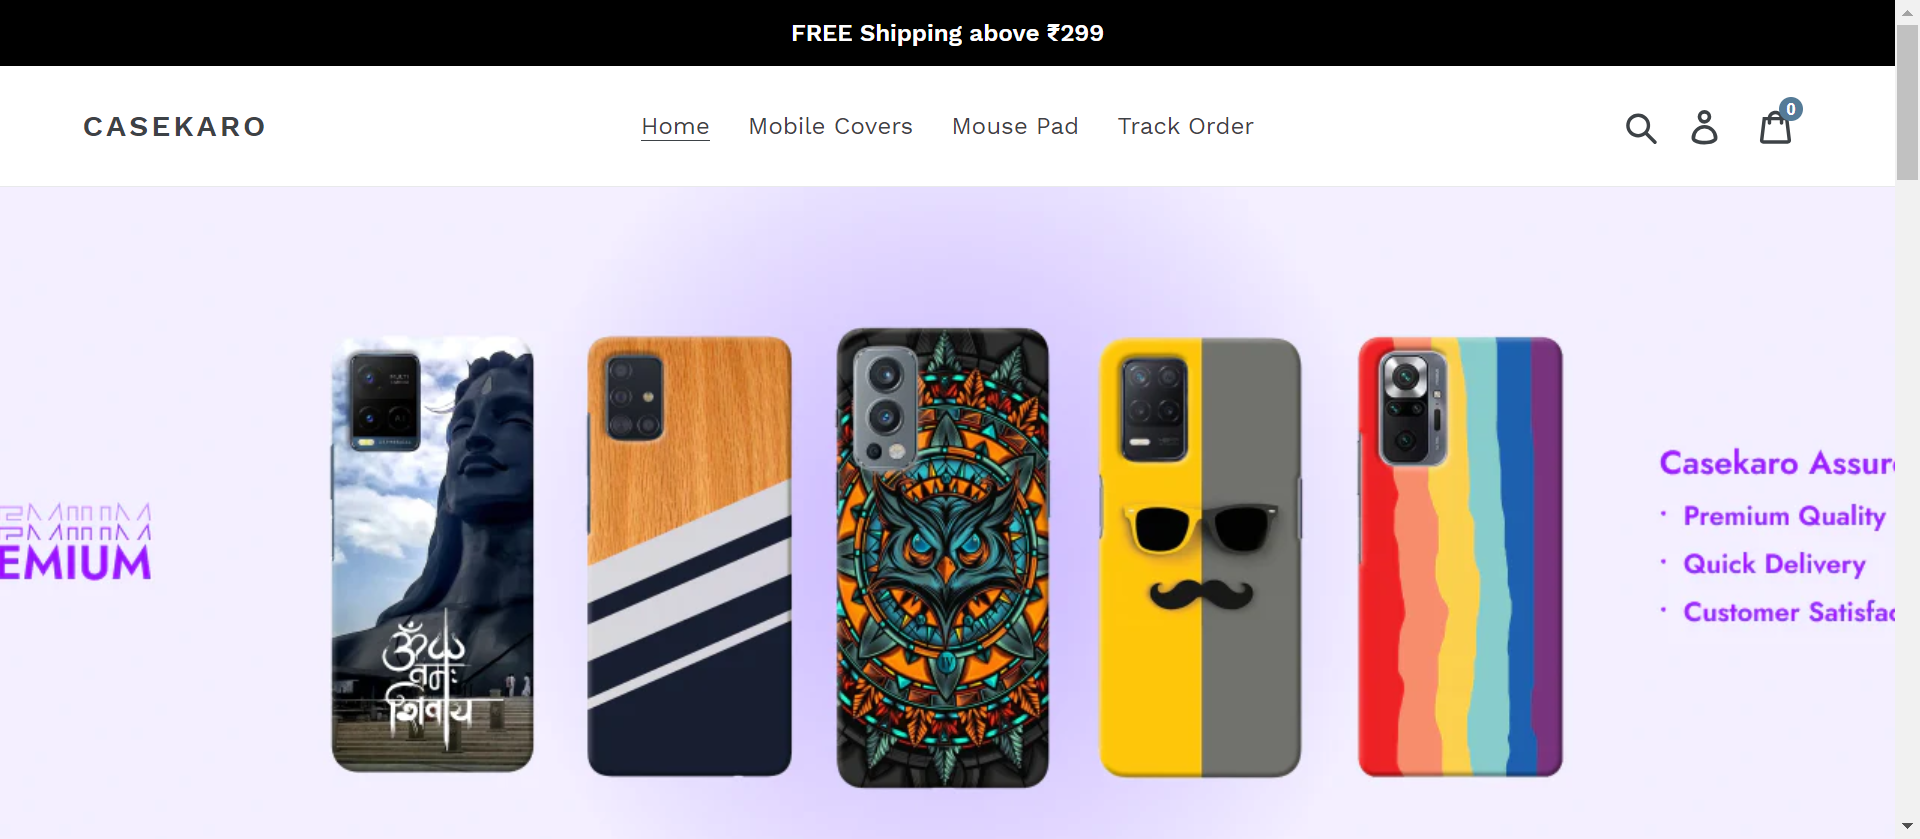 FREE Shipping above ₹299
CASEKARO
Home
Mobile Covers
Mouse Pad
Track Order
0
EMIUM
ॐ
नमः
शिवाय
Casekaro Assur
· Premium Quality
· Quick Delivery
· Customer Satisfac